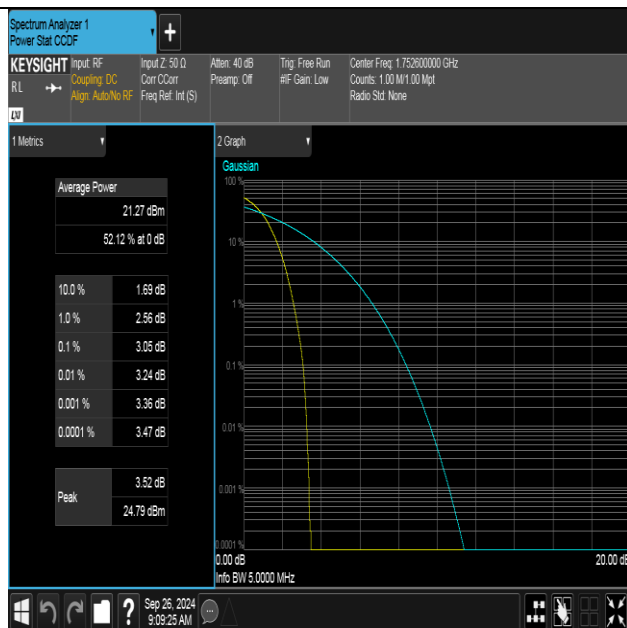 Spectrum Analyzer 1
Power Stat CCDF
+
KEYSIGHT Input: RF Input Z: 50 Ω Atten: 40 dB Trig: Free Run Center Freq: 1.752600000 GHz
RL Coupling: DC Corr CCorr Preamp: Off #IF Gain: Low Counts: 1.00 M/1.00 Mpt
Align: Auto/No RF Freq Ref: Int (S) Radio Std: None
LXI
1 Metrics
Average Power
21.27 dBm
52.12 % at 0 dB
10.0 % 1.69 dB
1.0 % 2.56 dB
0.1 % 3.05 dB
0.01 % 3.24 dB
0.001 % 3.36 dB
0.0001 % 3.47 dB
Peak 3.52 dB
24.79 dBm
2 Graph
Gaussian
100 %
10 %
1 %
0.1 %
0.01 %
0.001 %
0.0001 %
0.00 dB 20.00 dB
Info BW 5.0000 MHz
? Sep 26, 2024
9:09:25 AM